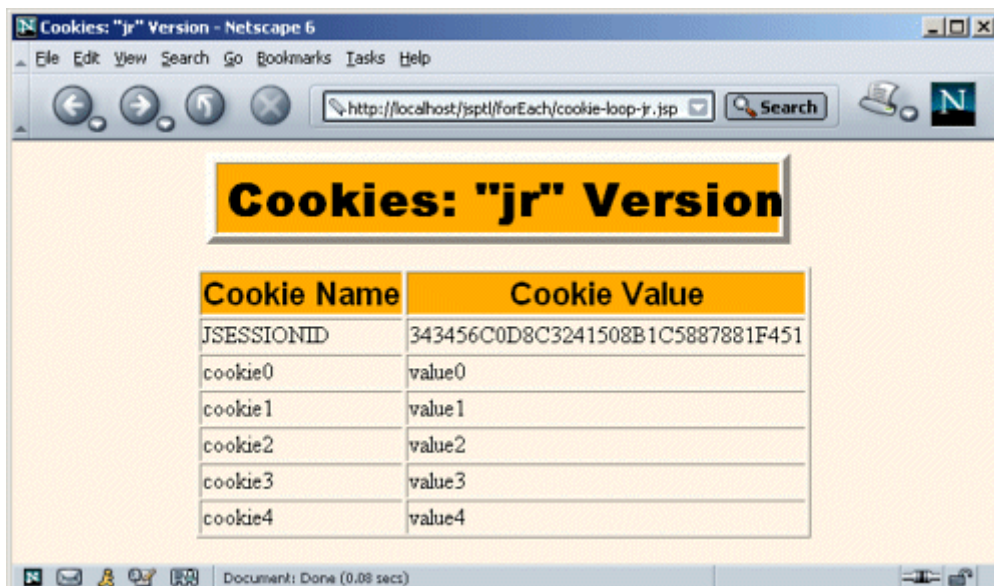 Cookies: "jr" Version - Netscape 6
File Edit View Search Go Bookmarks Tasks Help
http://localhost/jsptl/forEach/cookie-loop-jr.jsp Search N
Cookies: "jr" Version
Cookie Name Cookie Value
JSESSIONID 343456C0D8C3241508B1C5887881F451
cookie0 value0
cookie1 value1
cookie2 value2
cookie3 value3
cookie4 value4
Document: Done (0.08 secs)